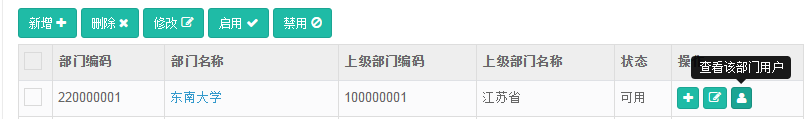 新增 删除 修改 启用 禁用
查看该部门用户
部门编码 部门名称 上级部门编码 上级部门名称 状态
220000001 东南大学 100000001 江苏省 可用